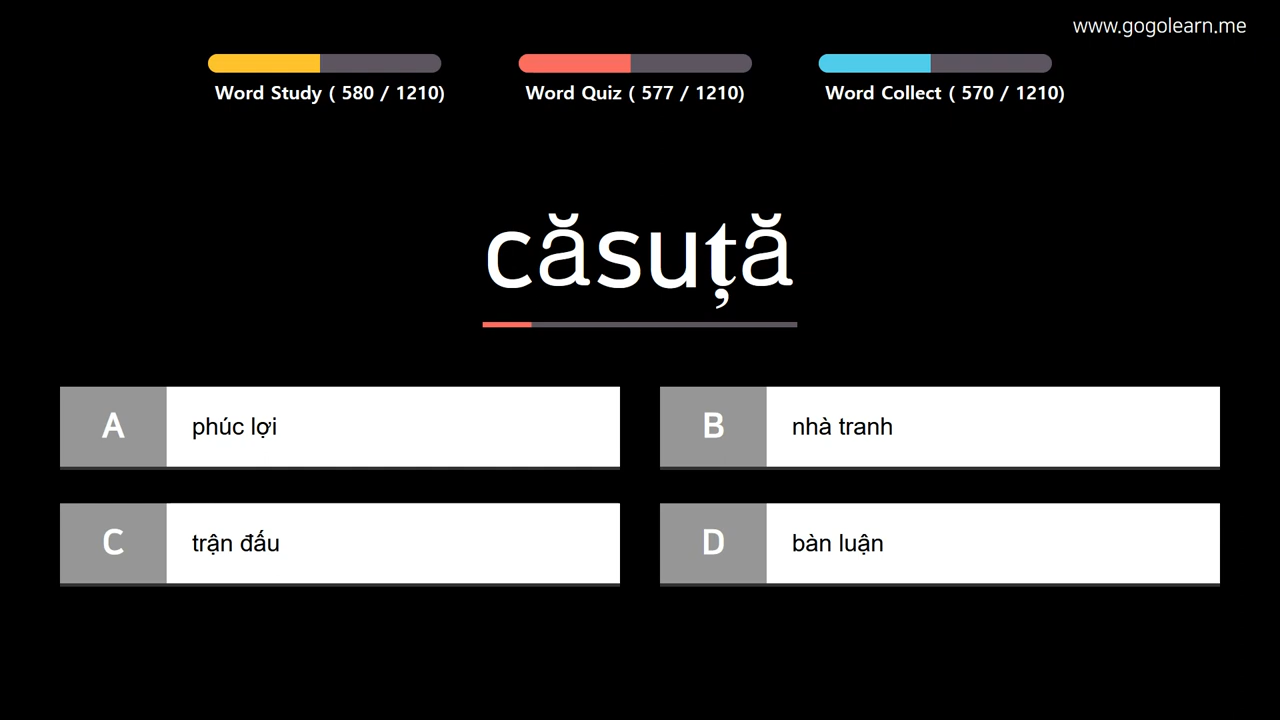 www.gogolearn.me
Word Study ( 580 / 1210)
Word Quiz ( 577 / 1210)
Word Collect ( 570 / 1210)
căsuță
A phúc lợi
B nhà tranh
C trận đấu
D bàn luận